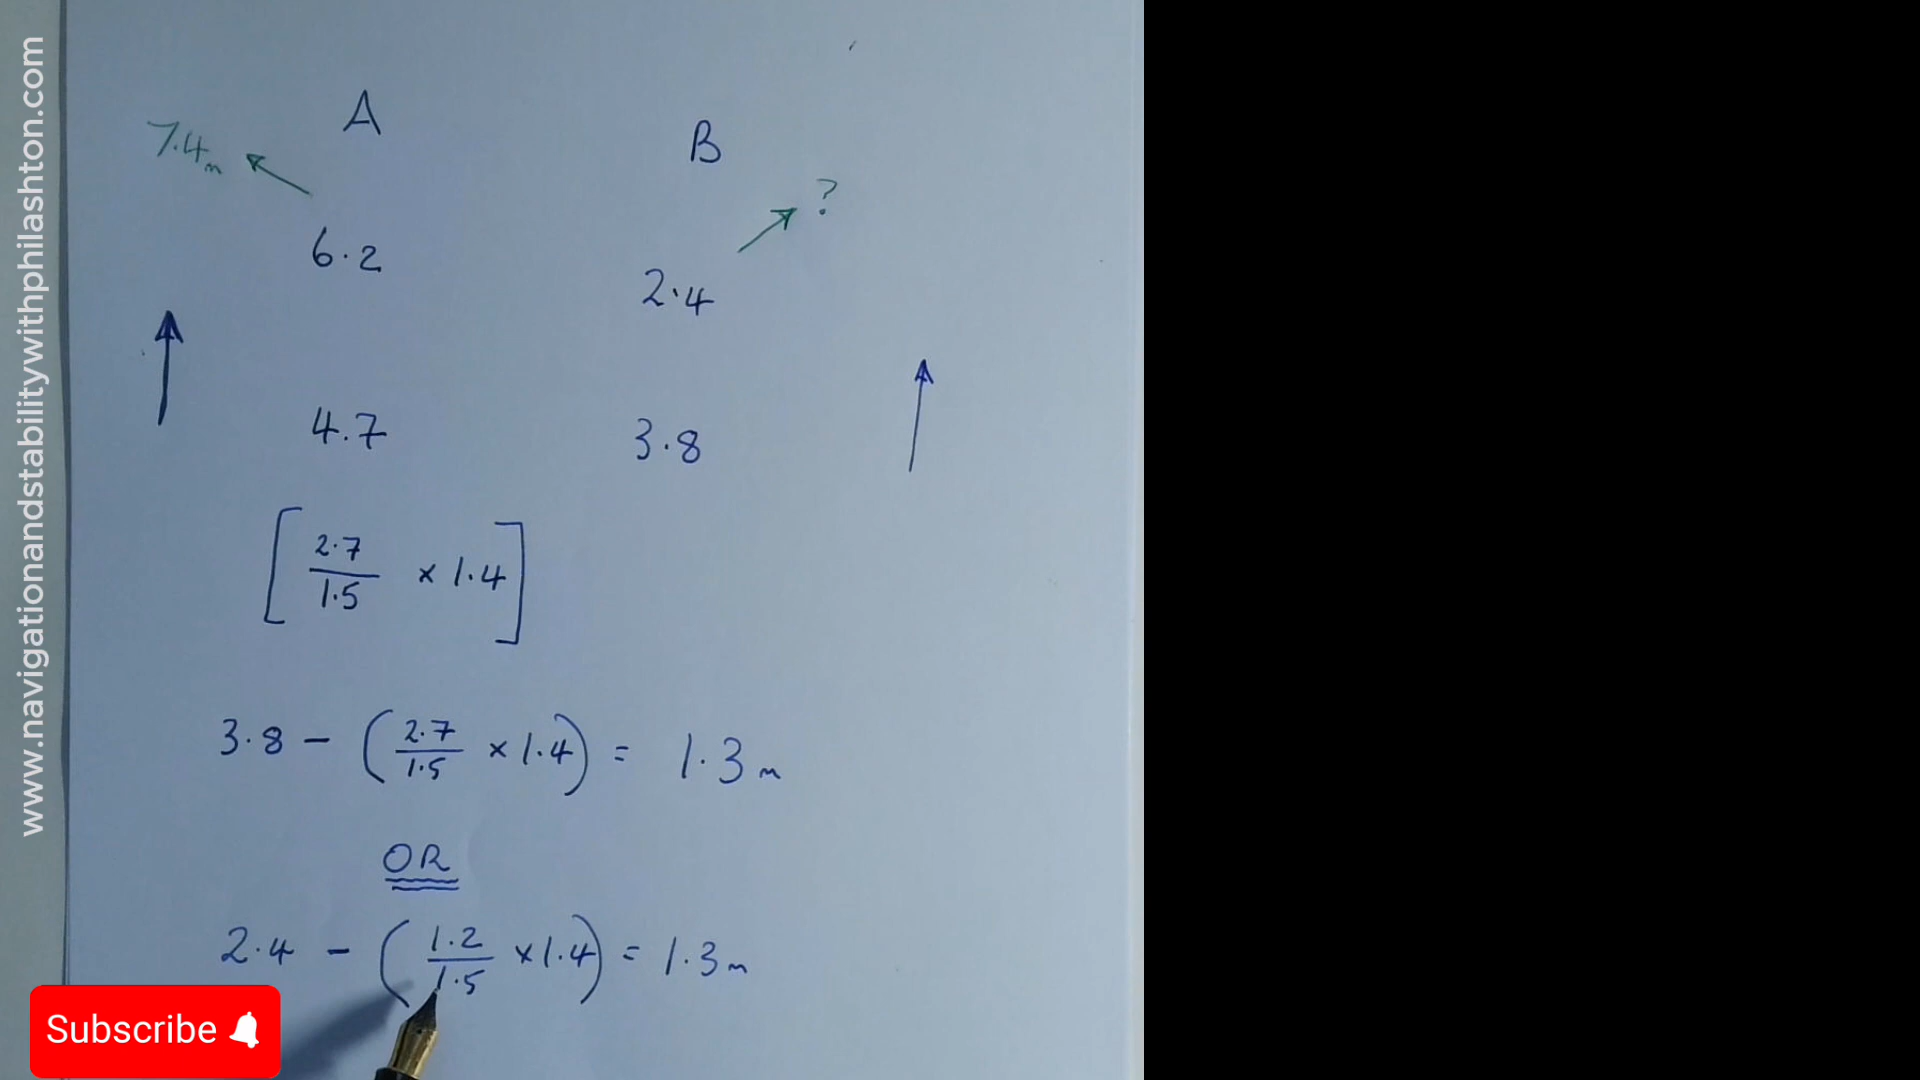 www.navigationandstabilitywithphilashton.com
A
B
7.4m
?
6.2
2.4
4.7
3.8
[ 2.7/1.5 × 1.4 ]
3.8 - ( 2.7/1.5 × 1.4 ) = 1.3m
OR
2.4 - ( 1.2/1.5 × 1.4 ) = 1.3m
Subscribe